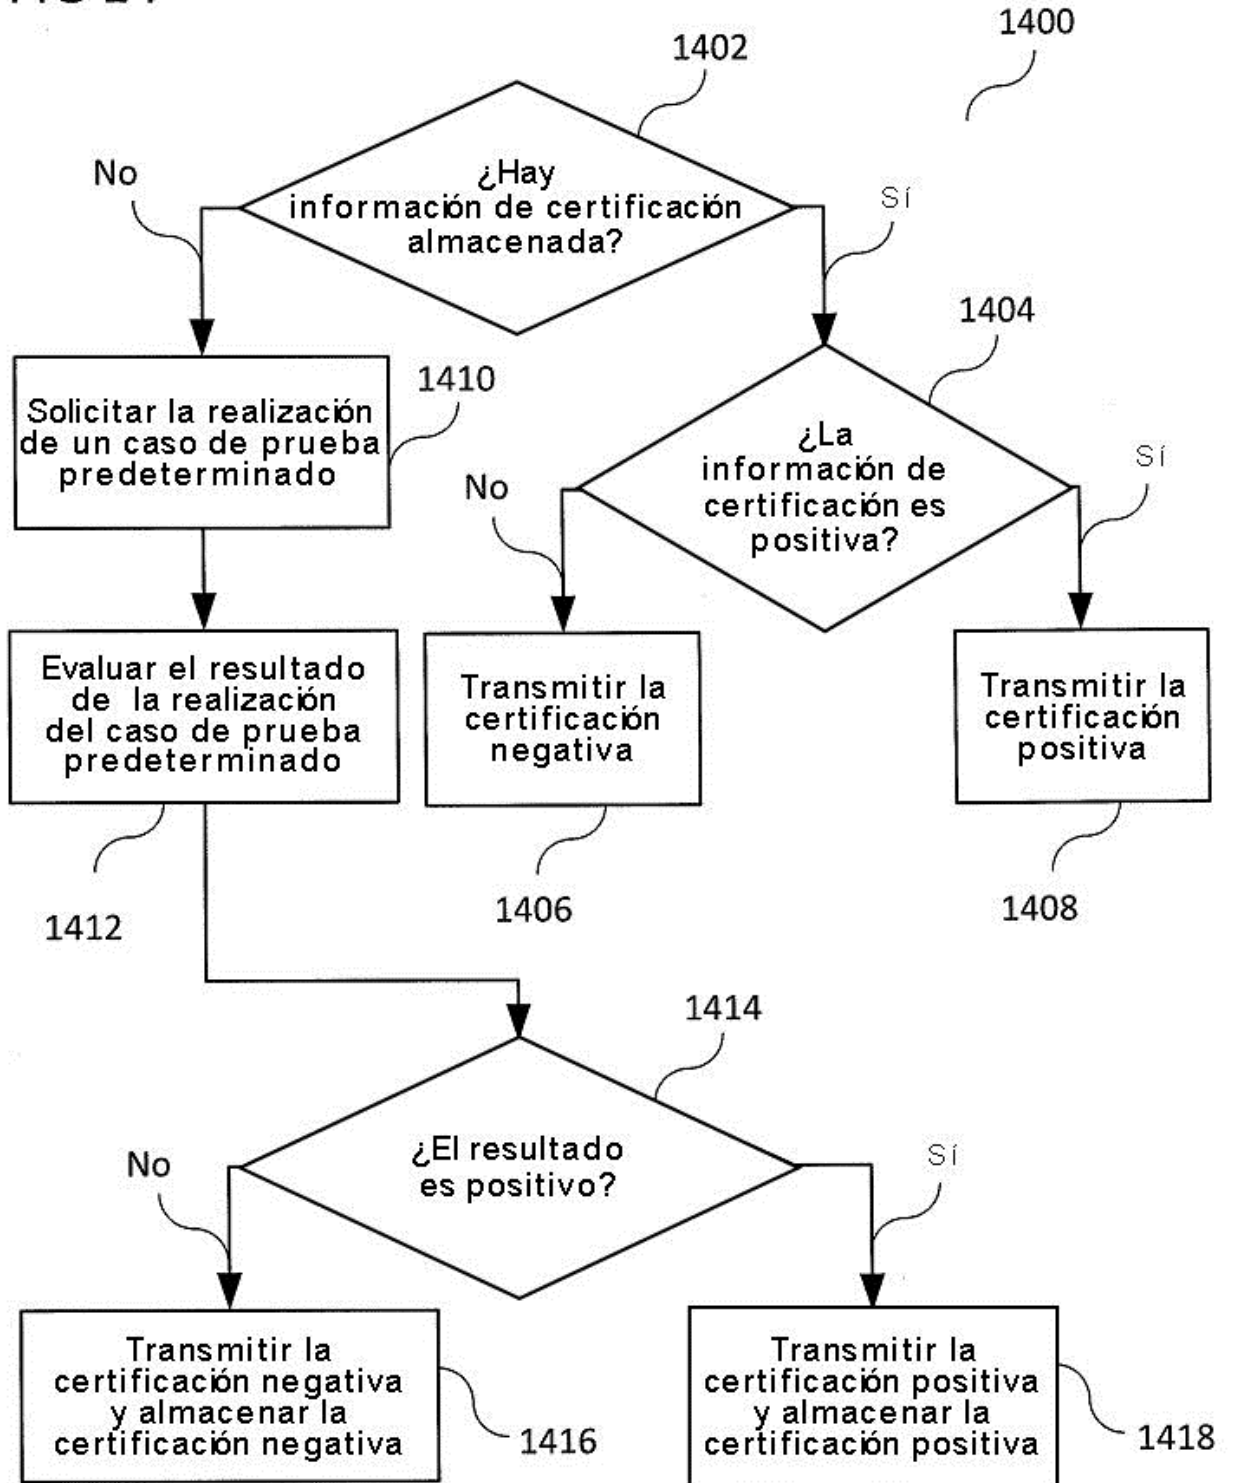 1400
1402
¿Hay
información de certificación
almacenada?
No
Sí
1404
1410
Solicitar la realización
de un caso de prueba
predeterminado
¿La
información de
certificación es
positiva?
No
Sí
Evaluar el resultado
de la realización
del caso de prueba
predeterminado
Transmitir la
certificación
negativa
Transmitir la
certificación
positiva
1412
1406
1408
1414
¿El resultado
es positivo?
No
Sí
Transmitir la
certificación negativa
y almacenar la
certificación negativa
1416
Transmitir la
certificación positiva
y almacenar la
certificación positiva
1418